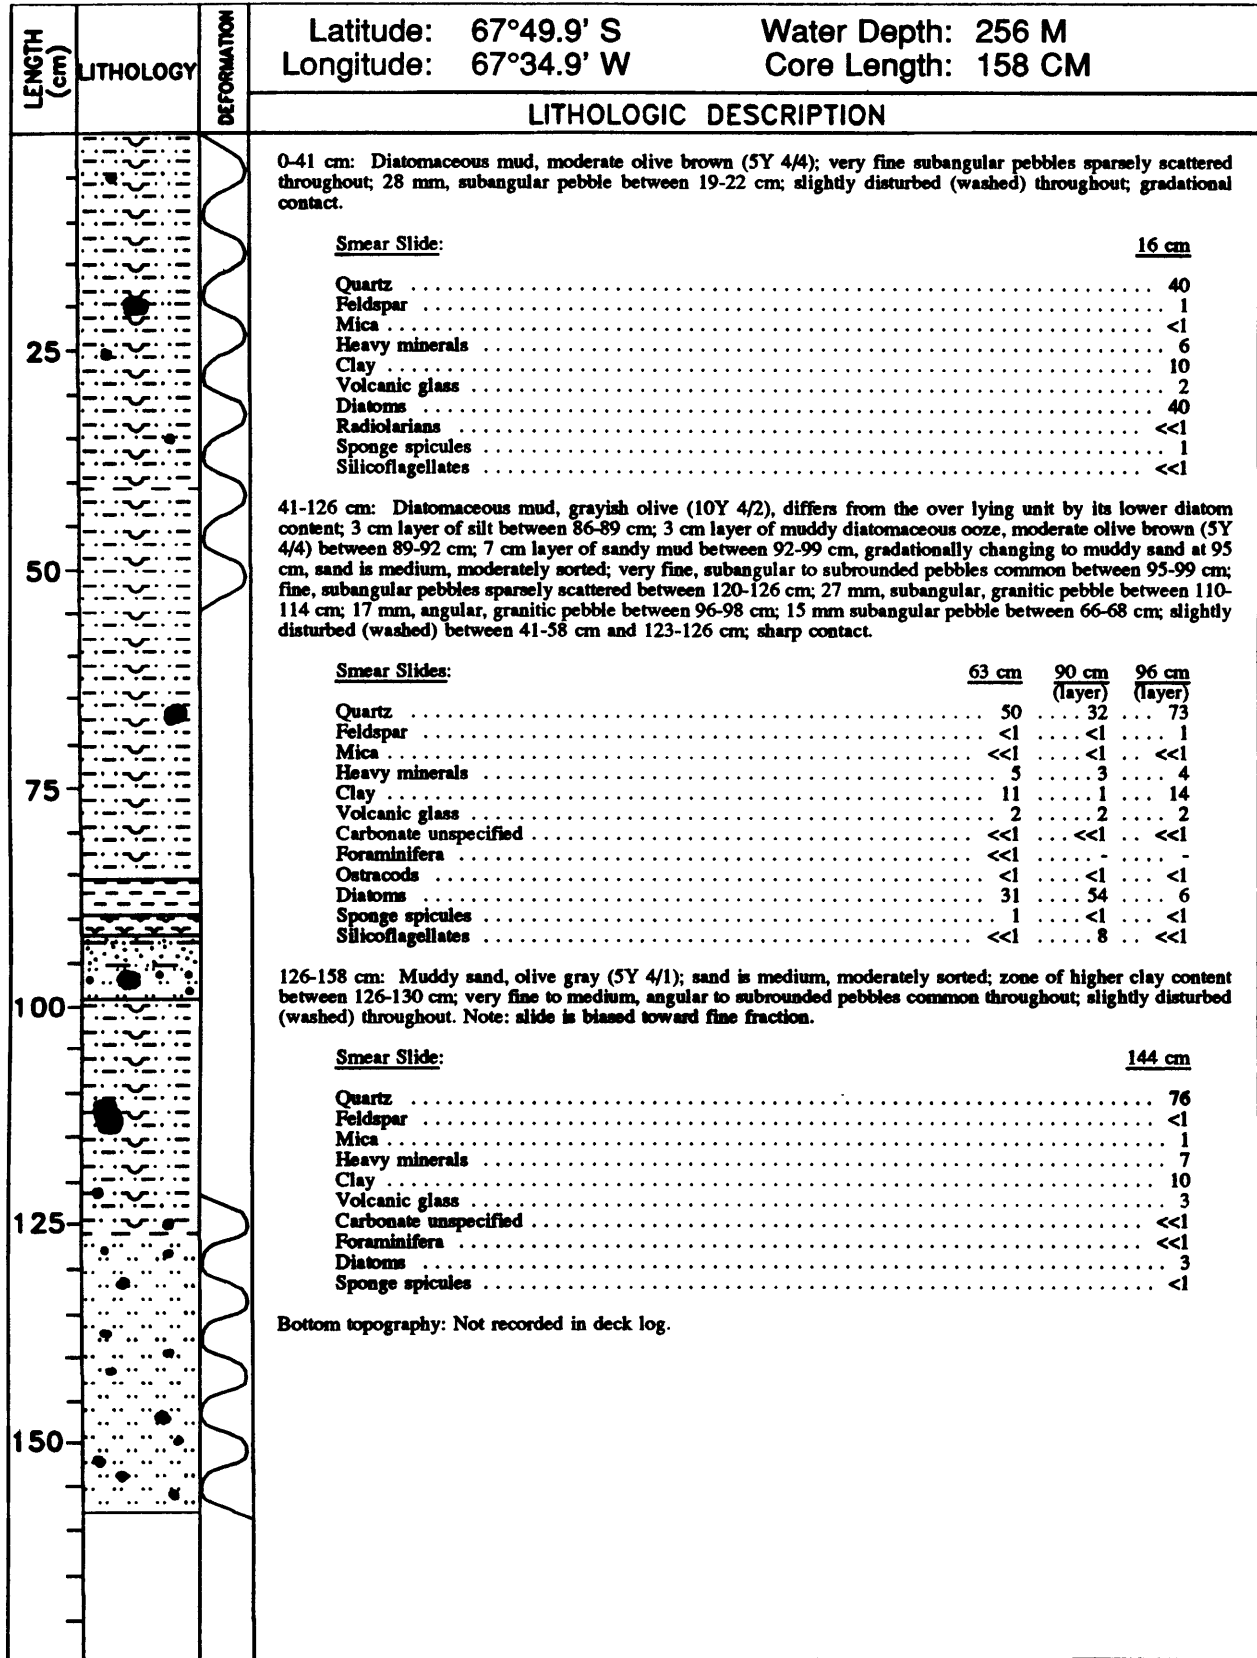 LENGTH (cm)
LITHOLOGY
DEFORMATION
Latitude: 67°49.9' S Water Depth: 256 M
Longitude: 67°34.9' W Core Length: 158 CM
LITHOLOGIC DESCRIPTION
0-41 cm: Diatomaceous mud, moderate olive brown (5Y 4/4); very fine subangular pebbles sparsely scattered
throughout; 28 mm, subangular pebble between 19-22 cm; slightly disturbed (washed) throughout; gradational
contact.
Smear Slide: 16 cm
Quartz 40
Feldspar 1
Mica <1
Heavy minerals 6
Clay 10
Volcanic glass 2
Diatoms 40
Radiolarians <<1
Sponge spicules 1
Silicoflagellates <<1
41-126 cm: Diatomaceous mud, grayish olive (10Y 4/2), differs from the over lying unit by its lower diatom
content; 3 cm layer of silt between 86-89 cm; 3 cm layer of muddy diatomaceous ooze, moderate olive brown (5Y
4/4) between 89-92 cm; 7 cm layer of sandy mud between 92-99 cm, gradationally changing to muddy sand at 95
cm, sand is medium, moderately sorted; very fine, subangular to subrounded pebbles common between 95-99 cm;
fine, subangular pebbles sparsely scattered between 120-126 cm; 27 mm, subangular, granitic pebble between 110-
114 cm; 17 mm, angular, granitic pebble between 96-98 cm; 15 mm subangular pebble between 66-68 cm; slightly
disturbed (washed) between 41-58 cm and 123-126 cm; sharp contact.
Smear Slides: 63 cm 90 cm 96 cm
(layer) (layer)
Quartz 50 32 73
Feldspar <1 <1 1
Mica <<1 <1 <<1
Heavy minerals 5 3 4
Clay 11 1 14
Volcanic glass 2 2 2
Carbonate unspecified <<1 <<1 <<1
Foraminifera <<1 - -
Ostracods <1 <1 <1
Diatoms 31 54 6
Sponge spicules 1 <1 <1
Silicoflagellates <<1 8 <<1
126-158 cm: Muddy sand, olive gray (5Y 4/1); sand is medium, moderately sorted; zone of higher clay content
between 126-130 cm; very fine to medium, angular to subrounded pebbles common throughout; slightly disturbed
(washed) throughout. Note: slide is biased toward fine fraction.
Smear Slide: 144 cm
Quartz 76
Feldspar <1
Mica 1
Heavy minerals 7
Clay 10
Volcanic glass 3
Carbonate unspecified <<1
Foraminifera <<1
Diatoms 3
Sponge spicules <1
Bottom topography: Not recorded in deck log.
25
50
75
100
125
150